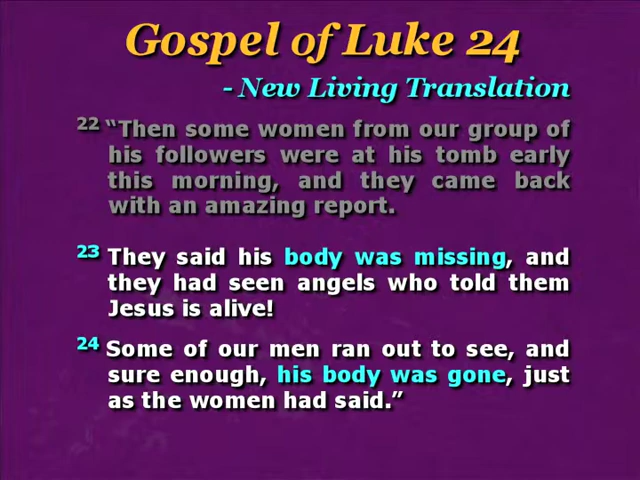 Gospel of Luke 24
- New Living Translation
22 “Then some women from our group of
his followers were at his tomb early
this morning, and they came back
with an amazing report.
23 They said his body was missing, and
they had seen angels who told them
Jesus is alive!
24 Some of our men ran out to see, and
sure enough, his body was gone, just
as the women had said.”